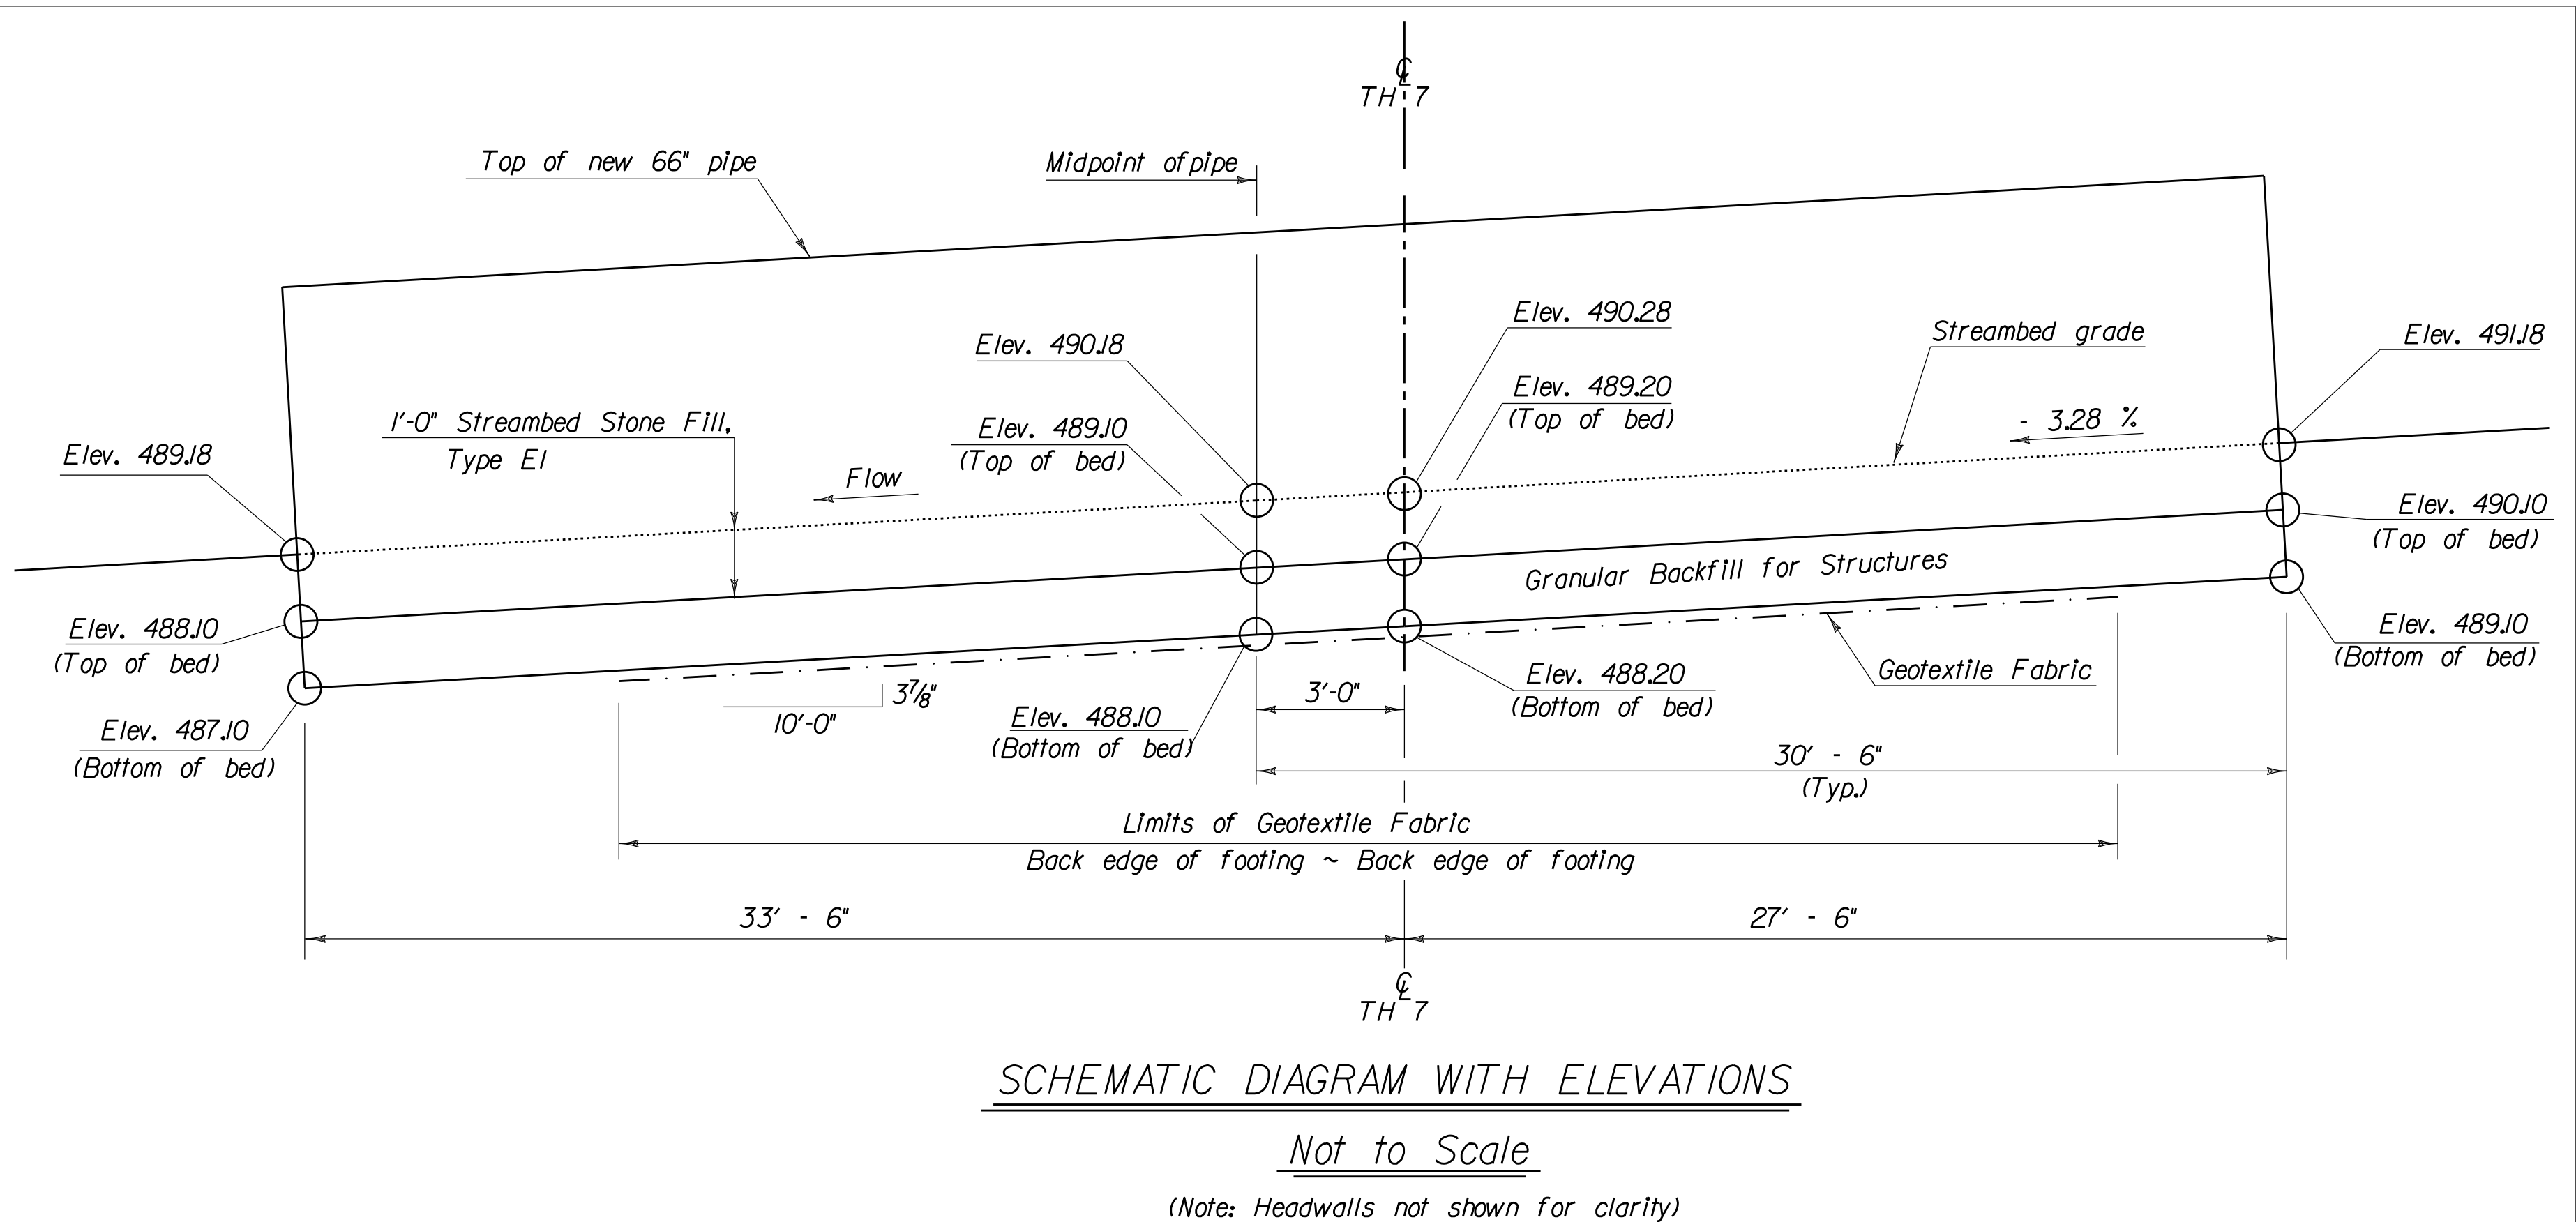 ℄
TH 7
Top of new 66" pipe
Midpoint of pipe
Elev. 490.28
Elev. 490.18
Streambed grade
Elev. 491.18
Elev. 489.20
(Top of bed)
1'-0" Streambed Stone Fill,
Type E1
Elev. 489.10
(Top of bed)
- 3.28 %
Elev. 489.18
Flow
Elev. 490.10
(Top of bed)
Granular Backfill for Structures
Elev. 488.10
(Top of bed)
Elev. 489.10
(Bottom of bed)
Geotextile Fabric
Elev. 488.20
(Bottom of bed)
3'-0"
3⅞"
10'-0"
Elev. 488.10
(Bottom of bed)
Elev. 487.10
(Bottom of bed)
30' - 6"
(Typ.)
Limits of Geotextile Fabric
Back edge of footing ~ Back edge of footing
33' - 6"
27' - 6"
℄
TH 7
SCHEMATIC DIAGRAM WITH ELEVATIONS
Not to Scale
(Note: Headwalls not shown for clarity)